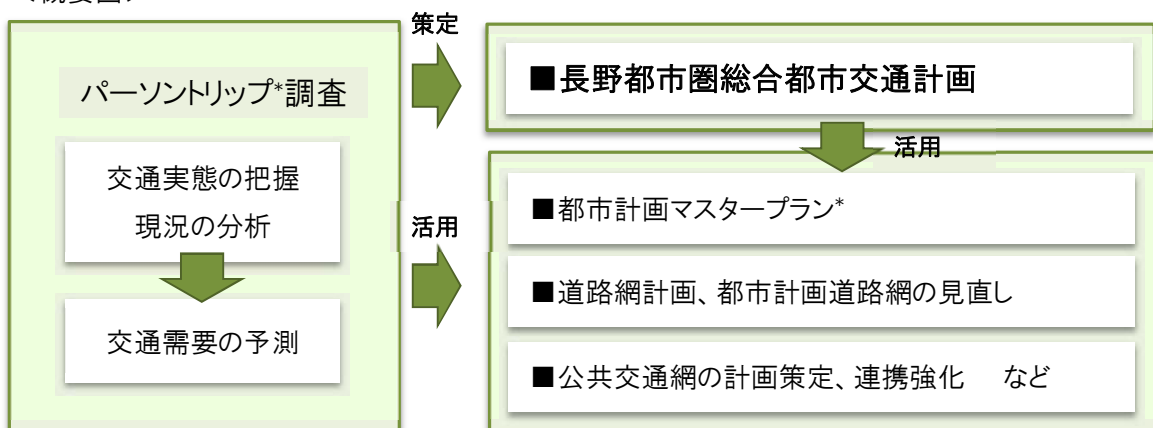 策定
パーソントリップ*調査
交通実態の把握
現況の分析
交通需要の予測
■長野都市圏総合都市交通計画
活用
活用
■都市計画マスタープラン*
■道路網計画、都市計画道路網の見直し
■公共交通網の計画策定、連携強化　など